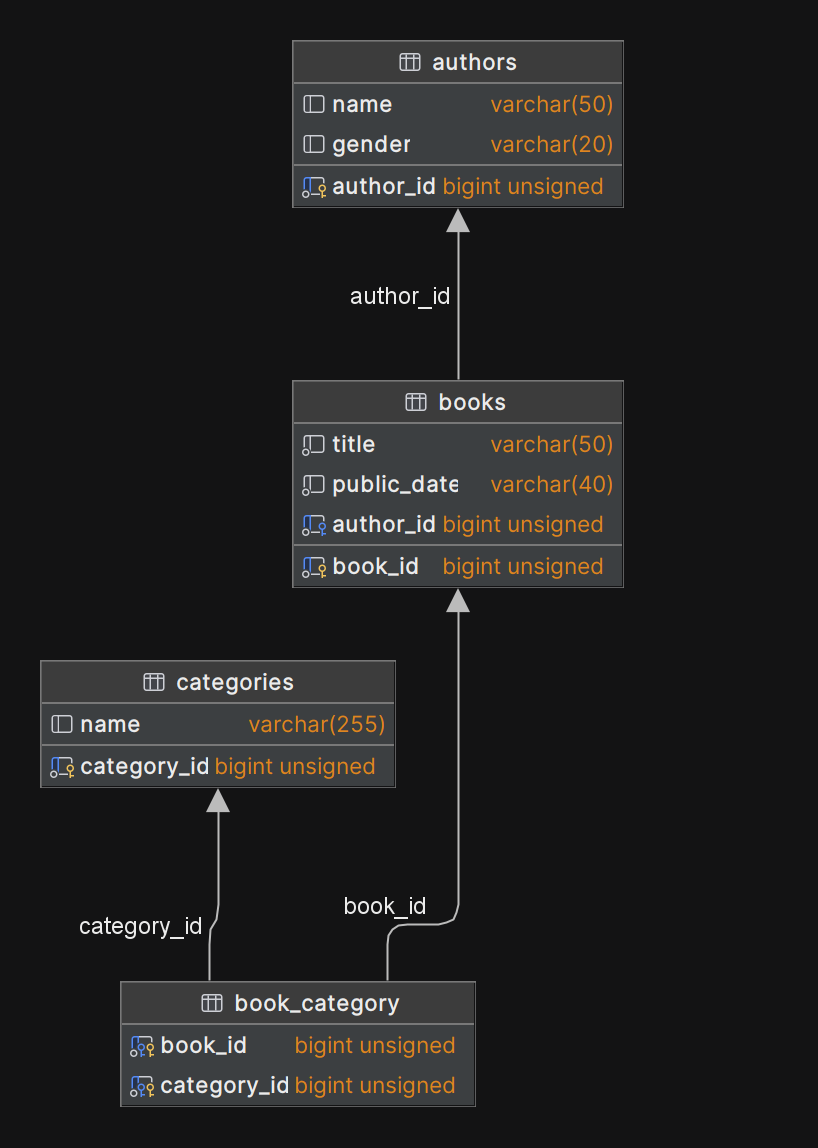 authors
name varchar(50)
gender varchar(20)
author_id bigint unsigned
author_id
books
title varchar(50)
public_date varchar(40)
author_id bigint unsigned
book_id bigint unsigned
categories
name varchar(255)
category_id bigint unsigned
book_id
category_id
book_category
book_id bigint unsigned
category_id bigint unsigned